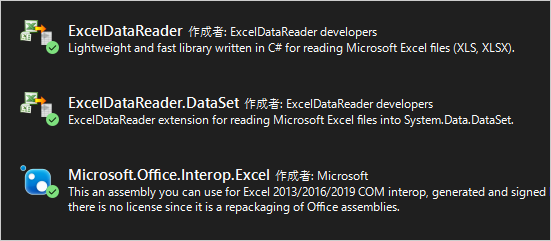 ExcelDataReader 作成者: ExcelDataReader developers
Lightweight and fast library written in C# for reading Microsoft Excel files (XLS, XLSX).
ExcelDataReader.DataSet 作成者: ExcelDataReader developers
ExcelDataReader extension for reading Microsoft Excel files into System.Data.DataSet.
Microsoft.Office.Interop.Excel 作成者: Microsoft
This an assembly you can use for Excel 2013/2016/2019 COM interop, generated and signed
there is no license since it is a repackaging of Office assemblies.